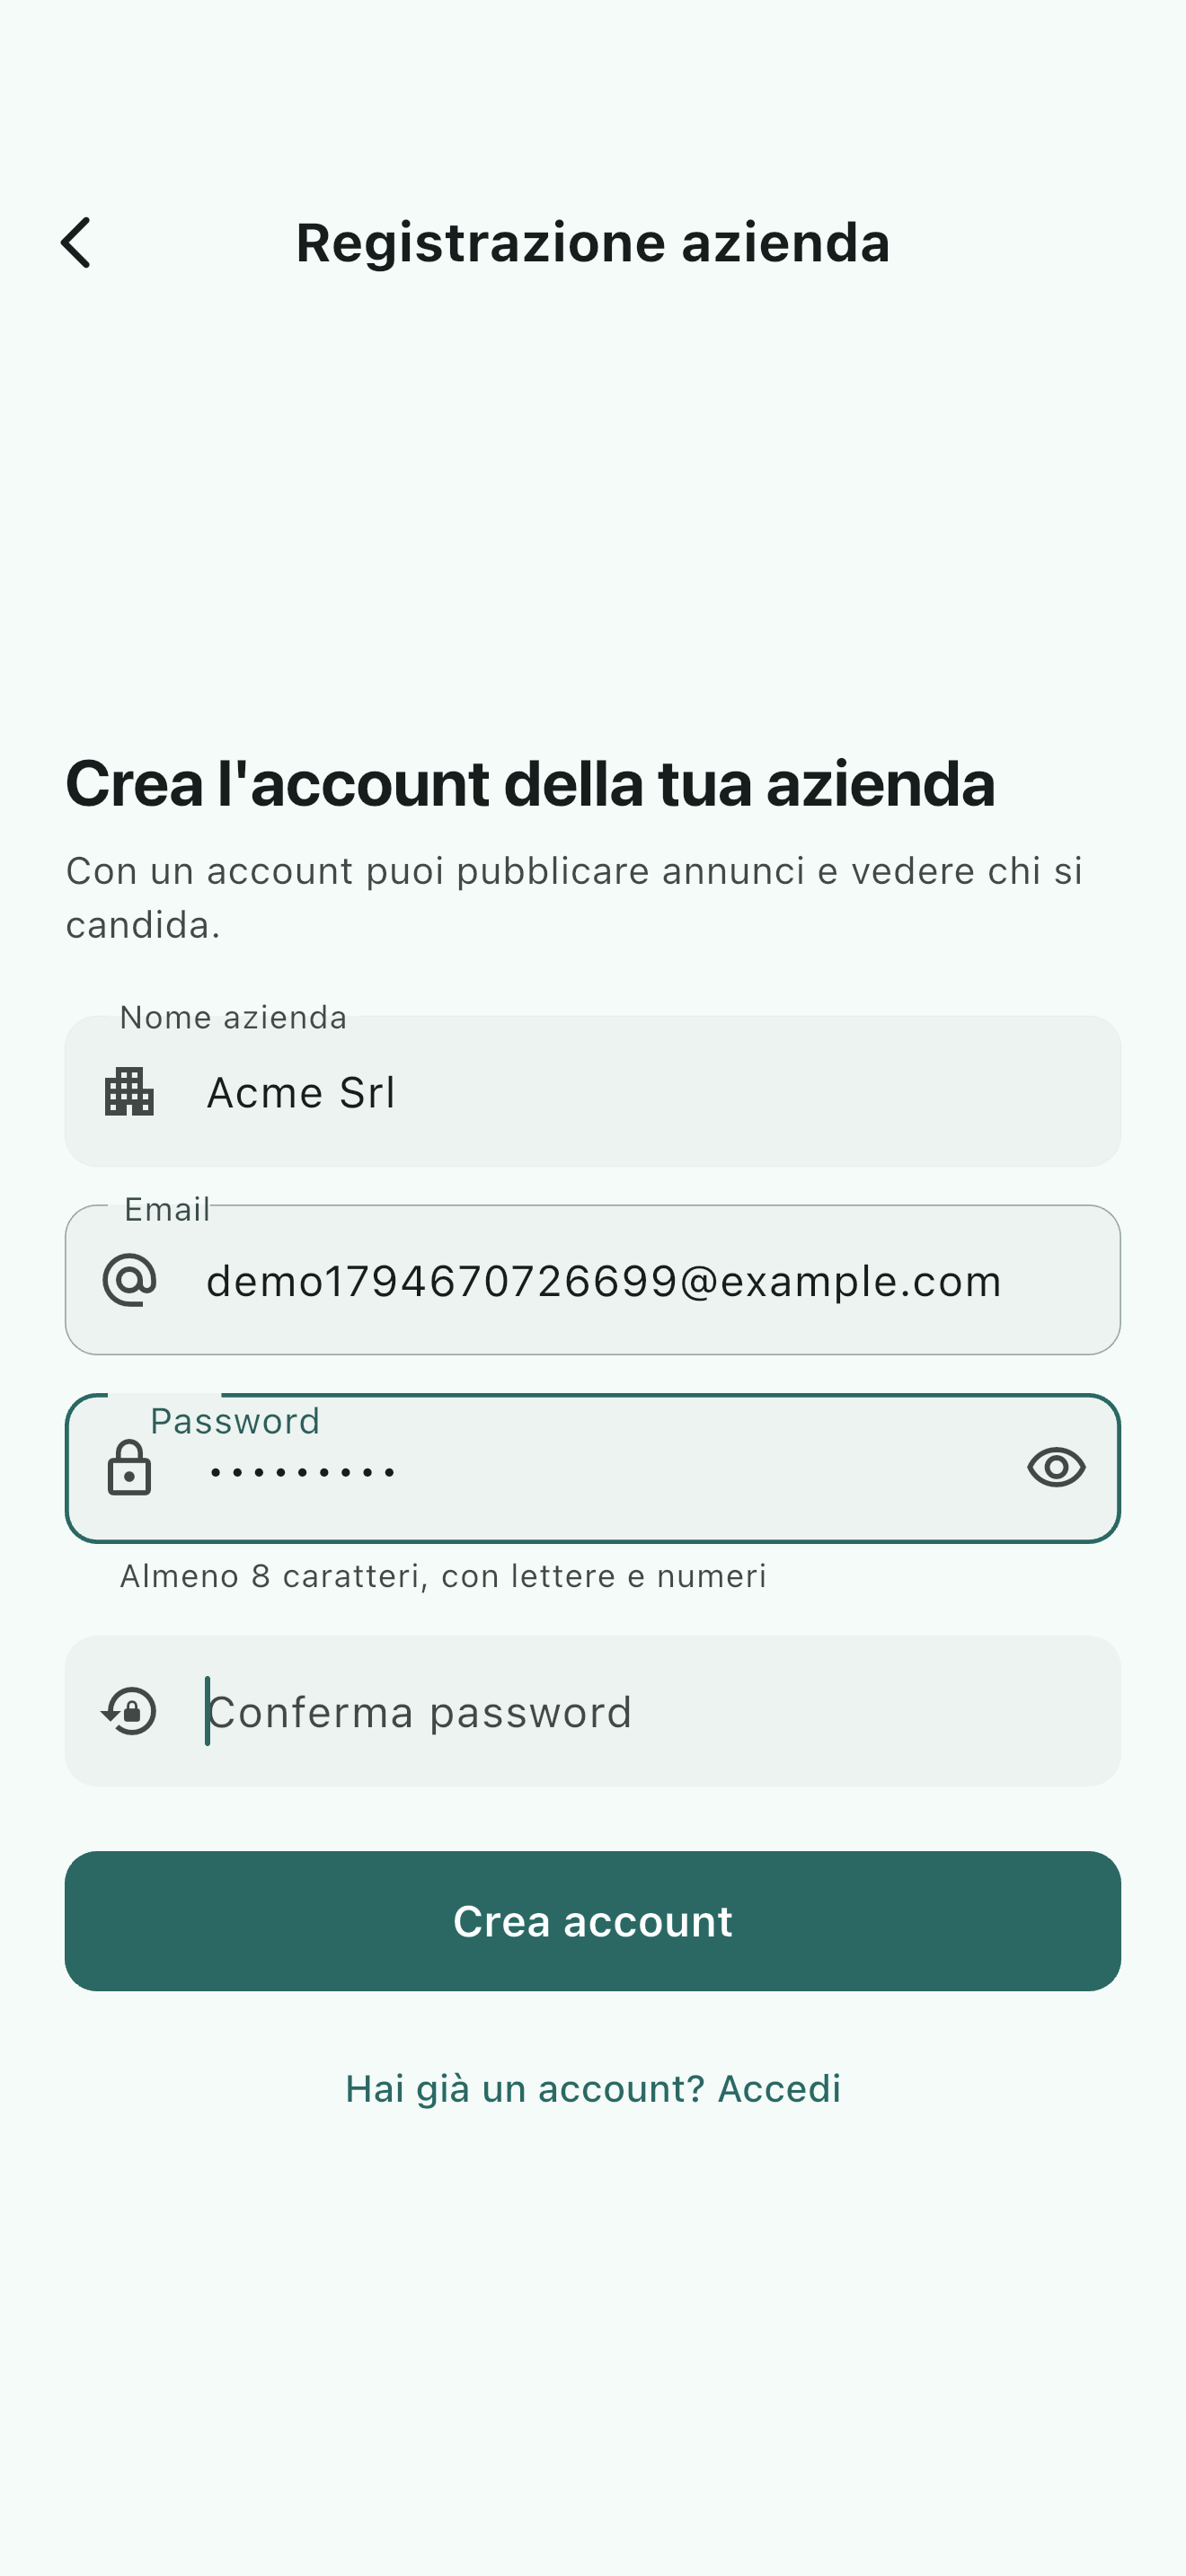 Registrazione azienda
Crea l'account della tua azienda
Con un account puoi pubblicare annunci e vedere chi si
candida.
Nome azienda
Acme Srl
Email
demo1794670726699@example.com
Password
•••••••••
Almeno 8 caratteri, con lettere e numeri
Conferma password
Crea account
Hai già un account? Accedi